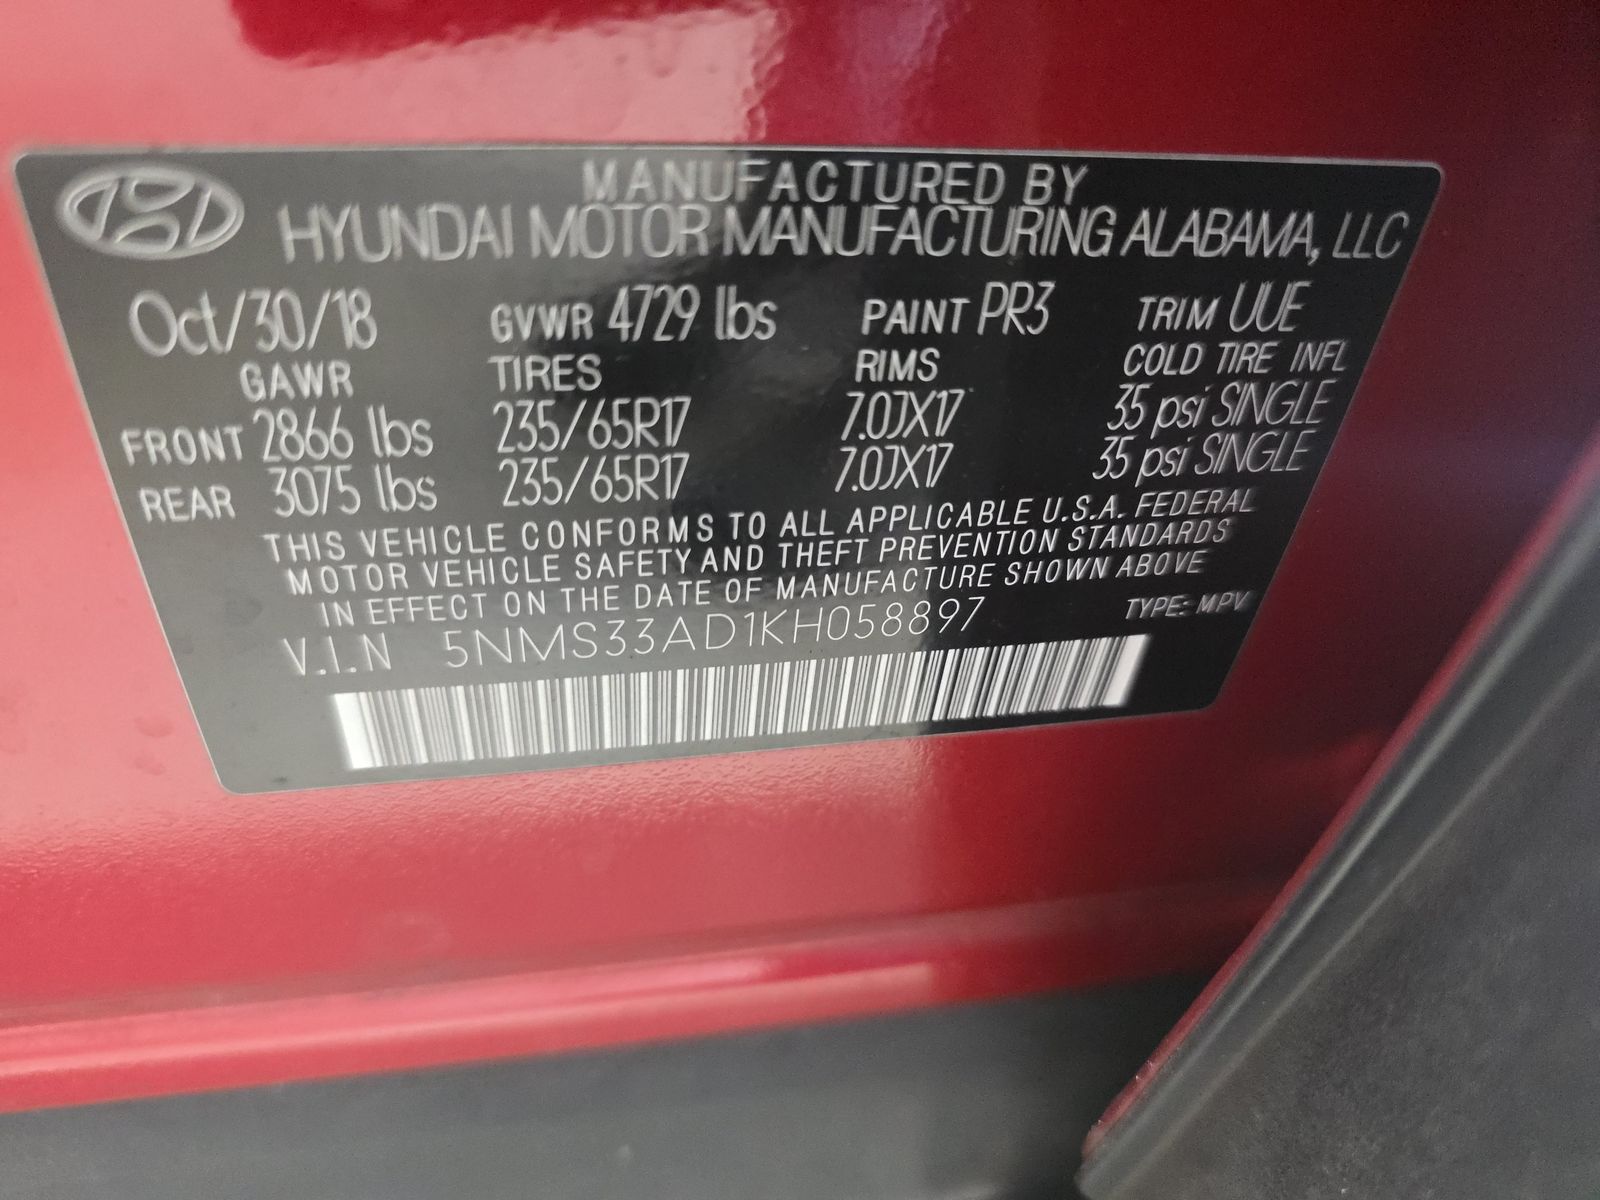 MANUFACTURED BY
HYUNDAI MOTOR MANUFACTURING ALABAMA, LLC
Oct/30/18 GVWR 4729 lbs PAINT PR3 TRIM UUE
GAWR TIRES RIMS COLD TIRE INFL
FRONT 2866 lbs 235/65R17 7.0JX17 35 psi SINGLE
REAR 3075 lbs 235/65R17 7.0JX17 35 psi SINGLE
THIS VEHICLE CONFORMS TO ALL APPLICABLE U.S.A. FEDERAL
MOTOR VEHICLE SAFETY AND THEFT PREVENTION STANDARDS
IN EFFECT ON THE DATE OF MANUFACTURE SHOWN ABOVE
V.I.N 5NMS33AD1KH058897 TYPE: MPV